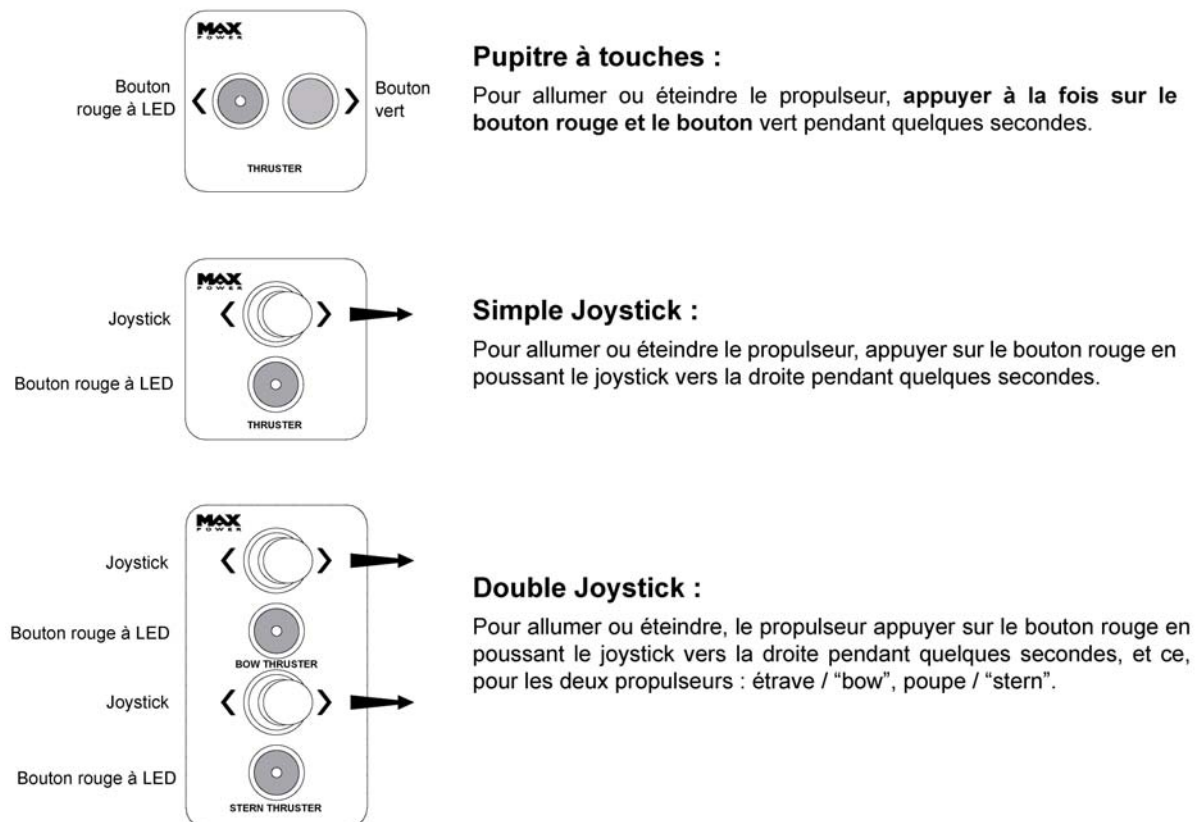 MAX
POWER
Bouton
rouge à LED
Bouton
vert
THRUSTER
Pupitre à touches :
Pour allumer ou éteindre le propulseur, appuyer à la fois sur le
bouton rouge et le bouton vert pendant quelques secondes.
MAX
POWER
Joystick
Bouton rouge à LED
THRUSTER
Simple Joystick :
Pour allumer ou éteindre le propulseur, appuyer sur le bouton rouge en
poussant le joystick vers la droite pendant quelques secondes.
MAX
POWER
Joystick
Bouton rouge à LED
BOW THRUSTER
Joystick
Bouton rouge à LED
STERN THRUSTER
Double Joystick :
Pour allumer ou éteindre, le propulseur appuyer sur le bouton rouge en
poussant le joystick vers la droite pendant quelques secondes, et ce,
pour les deux propulseurs : étrave / “bow”, poupe / “stern”.